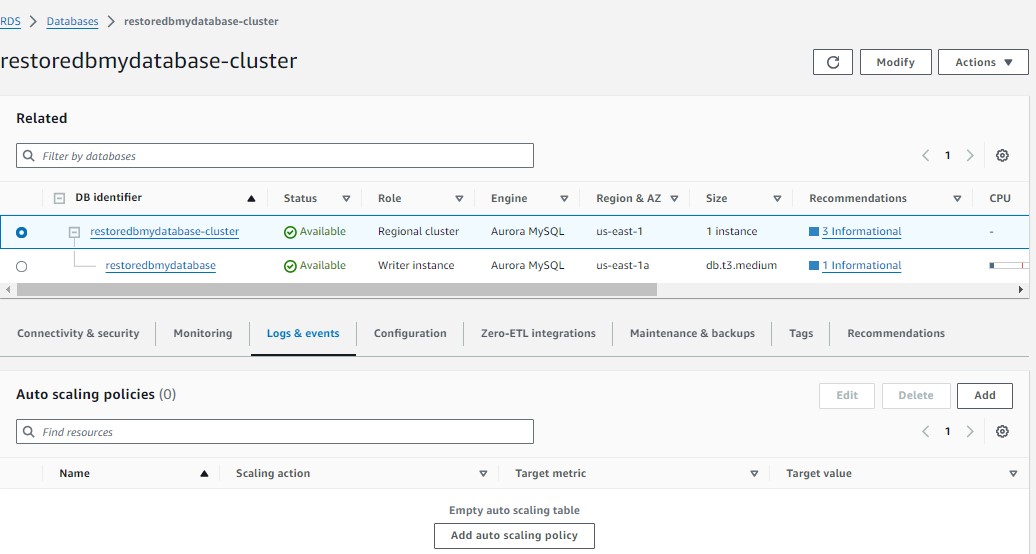 RDS > Databases > restoredbmydatabase-cluster
restoredbmydatabase-cluster
Modify
Actions
Related
Filter by databases
1
DB identifier Status Role Engine Region & AZ Size Recommendations CPU
restoredbmydatabase-cluster Available Regional cluster Aurora MySQL us-east-1 1 instance 3 Informational -
restoredbmydatabase Available Writer instance Aurora MySQL us-east-1a db.t3.medium 1 Informational
Connectivity & security Monitoring Logs & events Configuration Zero-ETL integrations Maintenance & backups Tags Recommendations
Auto scaling policies (0)
Edit Delete Add
Find resources
1
Name Scaling action Target metric Target value
Empty auto scaling table
Add auto scaling policy